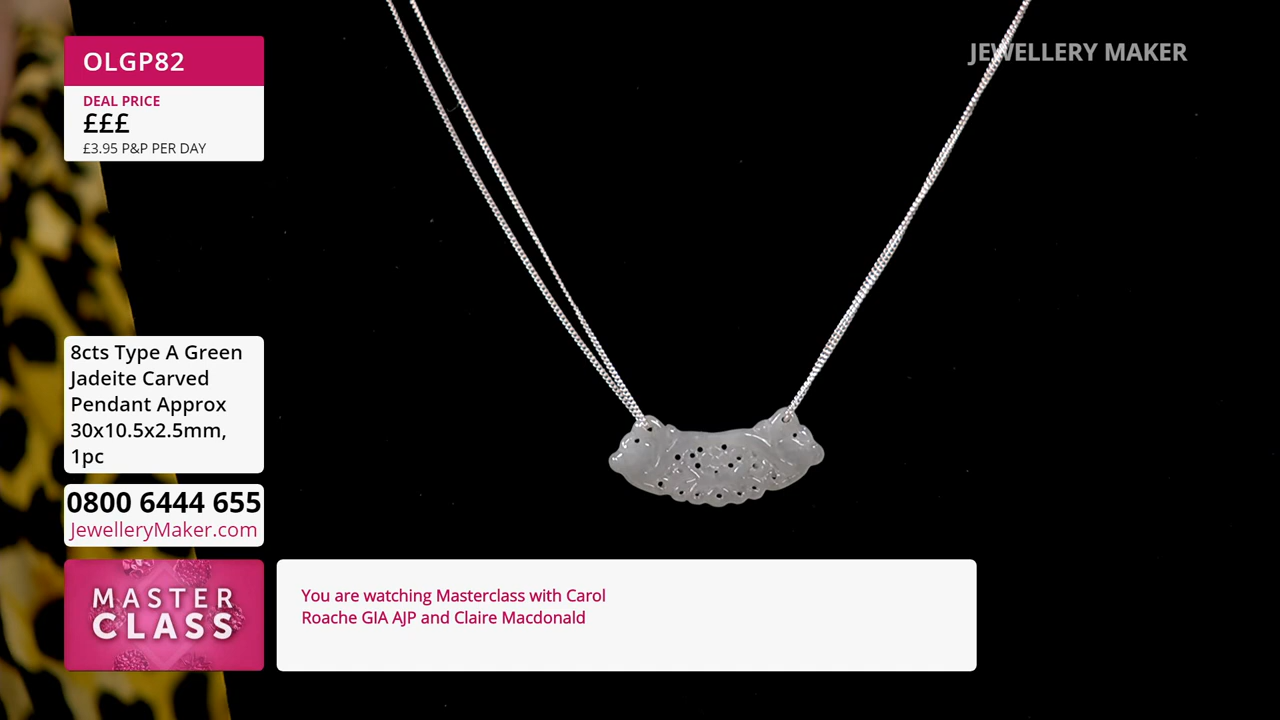 OLGP82
DEAL PRICE
£££
£3.95 P&P PER DAY
JEWELLERY MAKER
8cts Type A Green
Jadeite Carved
Pendant Approx
30x10.5x2.5mm,
1pc
0800 6444 655
JewelleryMaker.com
MASTER
CLASS
You are watching Masterclass with Carol
Roache GIA AJP and Claire Macdonald